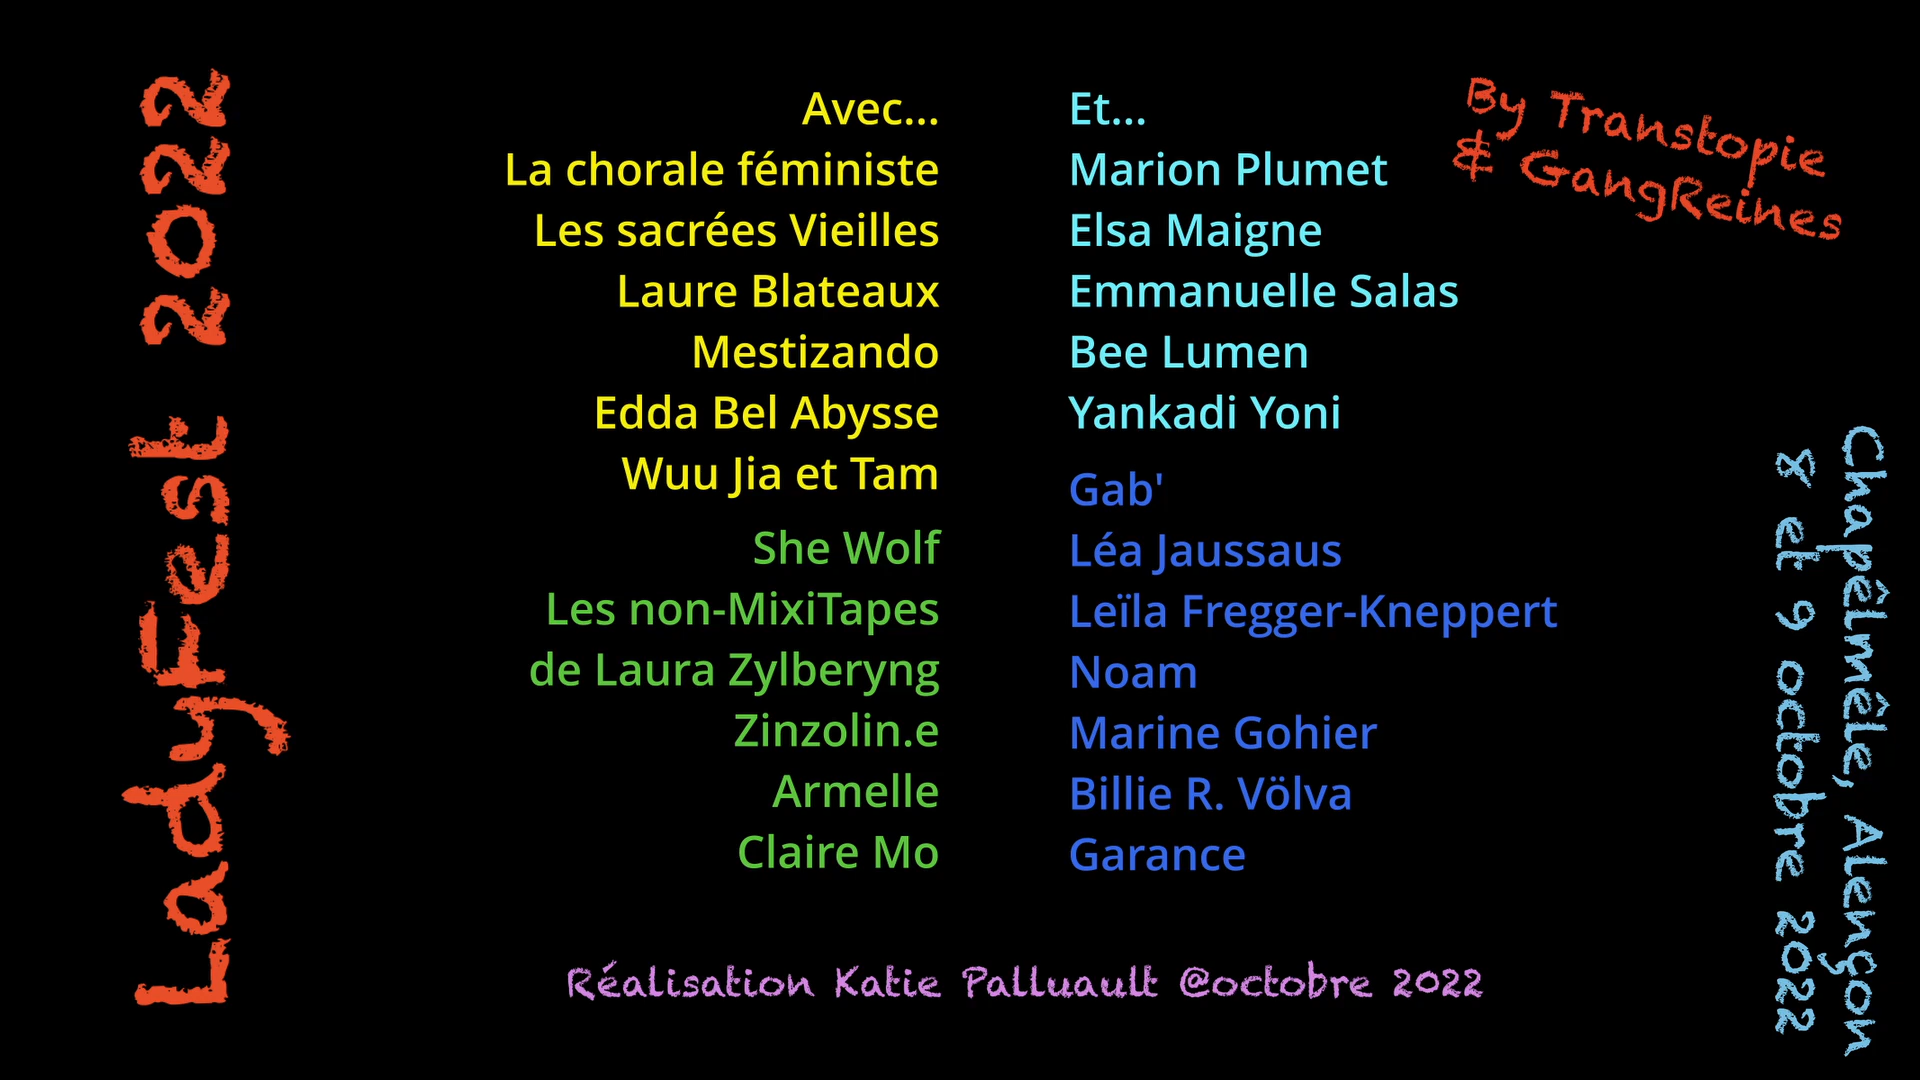 LadyFest 2022
Avec...
La chorale féministe
Les sacrées Vieilles
Laure Blateaux
Mestizando
Edda Bel Abysse
Wuu Jia et Tam
She Wolf
Les non-MixiTapes
de Laura Zylberyng
Zinzolin.e
Armelle
Claire Mo
Et...
Marion Plumet
Elsa Maigne
Emmanuelle Salas
Bee Lumen
Yankadi Yoni
Gab'
Léa Jaussaus
Leïla Fregger-Kneppert
Noam
Marine Gohier
Billie R. Völva
Garance
By Transtopie
& GangReines
Chapêlmêle, Alençon
8 et 9 octobre 2022
Réalisation Katie Palluault @octobre 2022